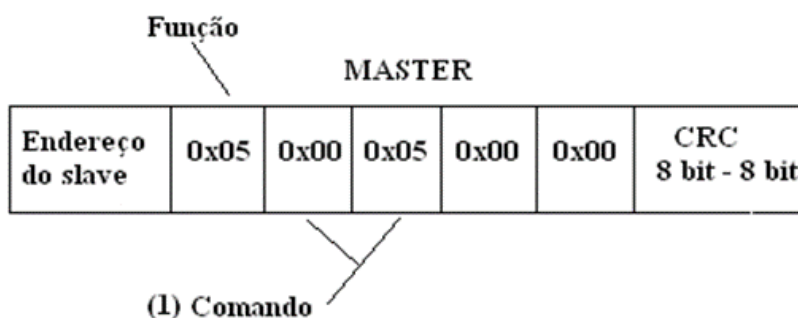 Função
MASTER
Endereço do slave
0x05
0x00
0x05
0x00
0x00
CRC
8 bit - 8 bit
(1) Comando